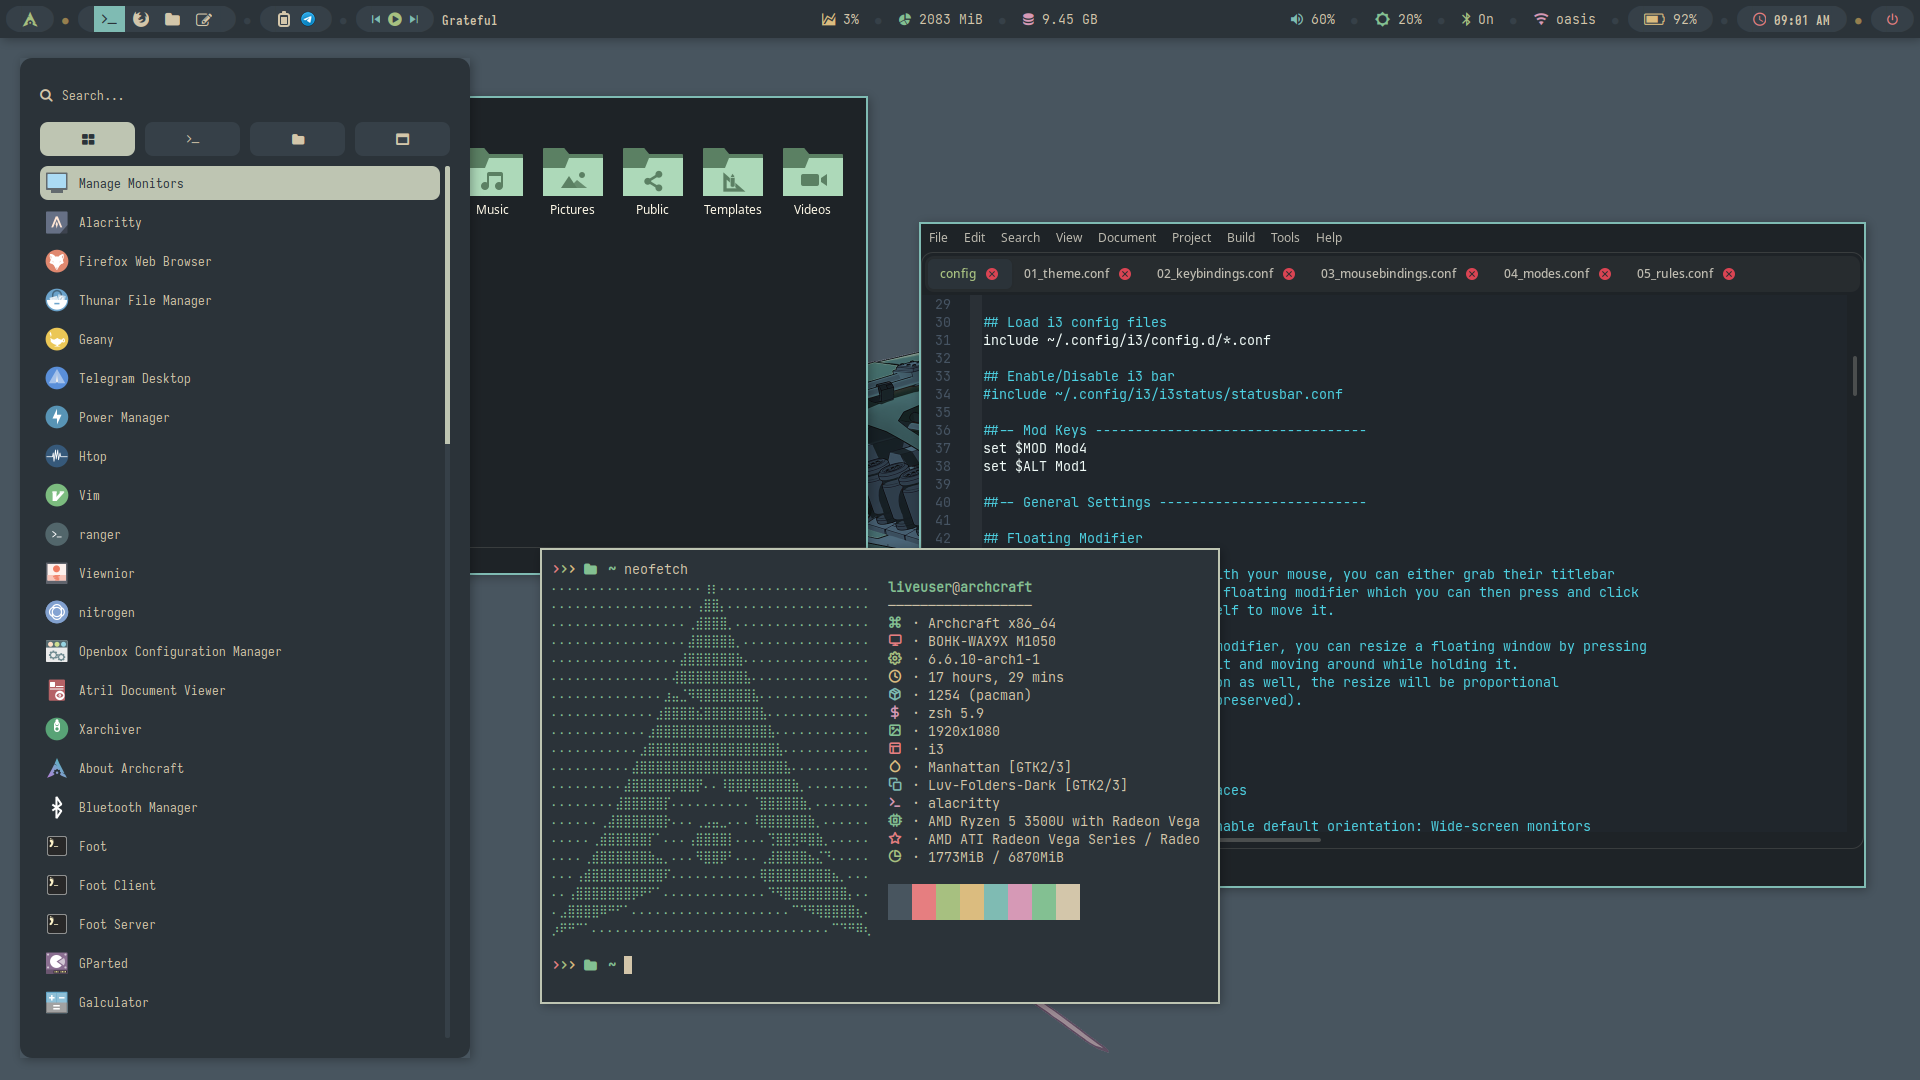 Grateful
3%
2083 MiB
9.45 GB
60%
20%
On
oasis
92%
09:01 AM
Search...
Manage Monitors
Alacritty
Firefox Web Browser
Thunar File Manager
Geany
Telegram Desktop
Power Manager
Htop
Vim
ranger
Viewnior
nitrogen
Openbox Configuration Manager
Atril Document Viewer
Xarchiver
About Archcraft
Bluetooth Manager
Foot
Foot Client
Foot Server
GParted
Galculator
Music Pictures Public Templates Videos
File Edit Search View Document Project Build Tools Help
config 01_theme.conf 02_keybindings.conf 03_mousebindings.conf 04_modes.conf 05_rules.conf
29
30 ## Load i3 config files
31 include ~/.config/i3/config.d/*.conf
32
33 ## Enable/Disable i3 bar
34 #include ~/.config/i3/i3status/statusbar.conf
35
36 ##-- Mod Keys ----------------------------------
37 set $MOD Mod4
38 set $ALT Mod1
39
40 ##-- General Settings --------------------------
41
42 ## Floating Modifier
ith your mouse, you can either grab their titlebar
floating modifier which you can then press and click
elf to move it.
modifier, you can resize a floating window by pressing
it and moving around while holding it.
on as well, the resize will be proportional
preserved).
aces
nable default orientation: Wide-screen monitors
>>> ~ neofetch
liveuser@archcraft
------------------
· Archcraft x86_64
· BOHK-WAX9X M1050
· 6.6.10-arch1-1
· 17 hours, 29 mins
· 1254 (pacman)
· zsh 5.9
· 1920x1080
· i3
· Manhattan [GTK2/3]
· Luv-Folders-Dark [GTK2/3]
· alacritty
· AMD Ryzen 5 3500U with Radeon Vega
· AMD ATI Radeon Vega Series / Radeo
· 1773MiB / 6870MiB
>>> ~